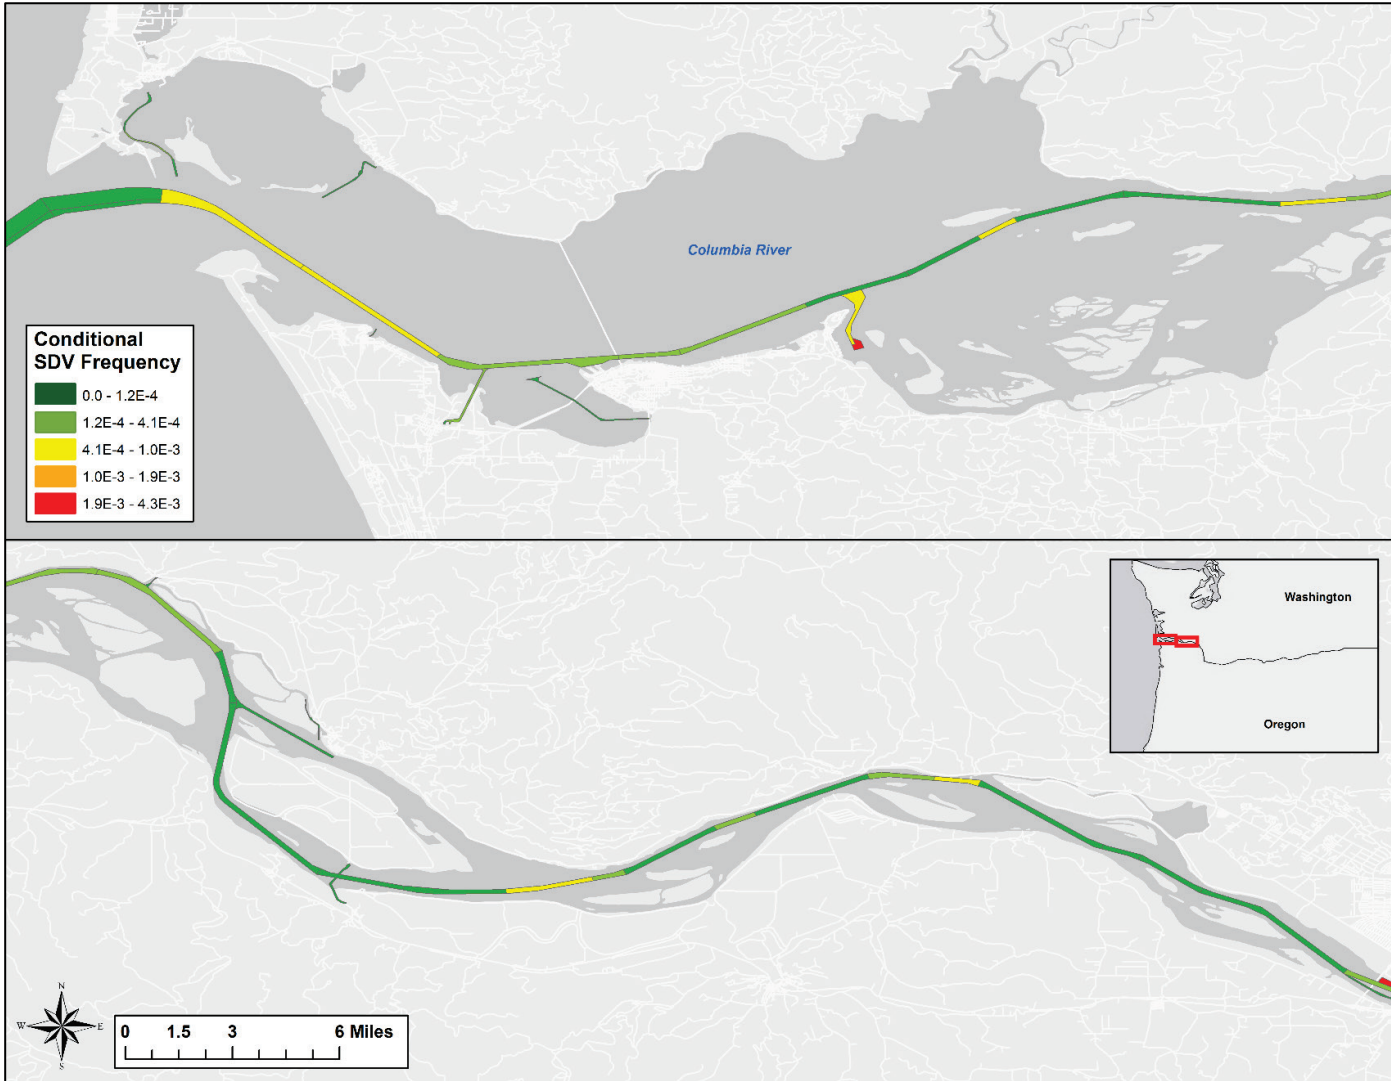 Columbia River
Conditional
SDV Frequency
0.0 - 1.2E-4
1.2E-4 - 4.1E-4
4.1E-4 - 1.0E-3
1.0E-3 - 1.9E-3
1.9E-3 - 4.3E-3
Washington
Oregon
N
W E
S
0 1.5 3 6 Miles